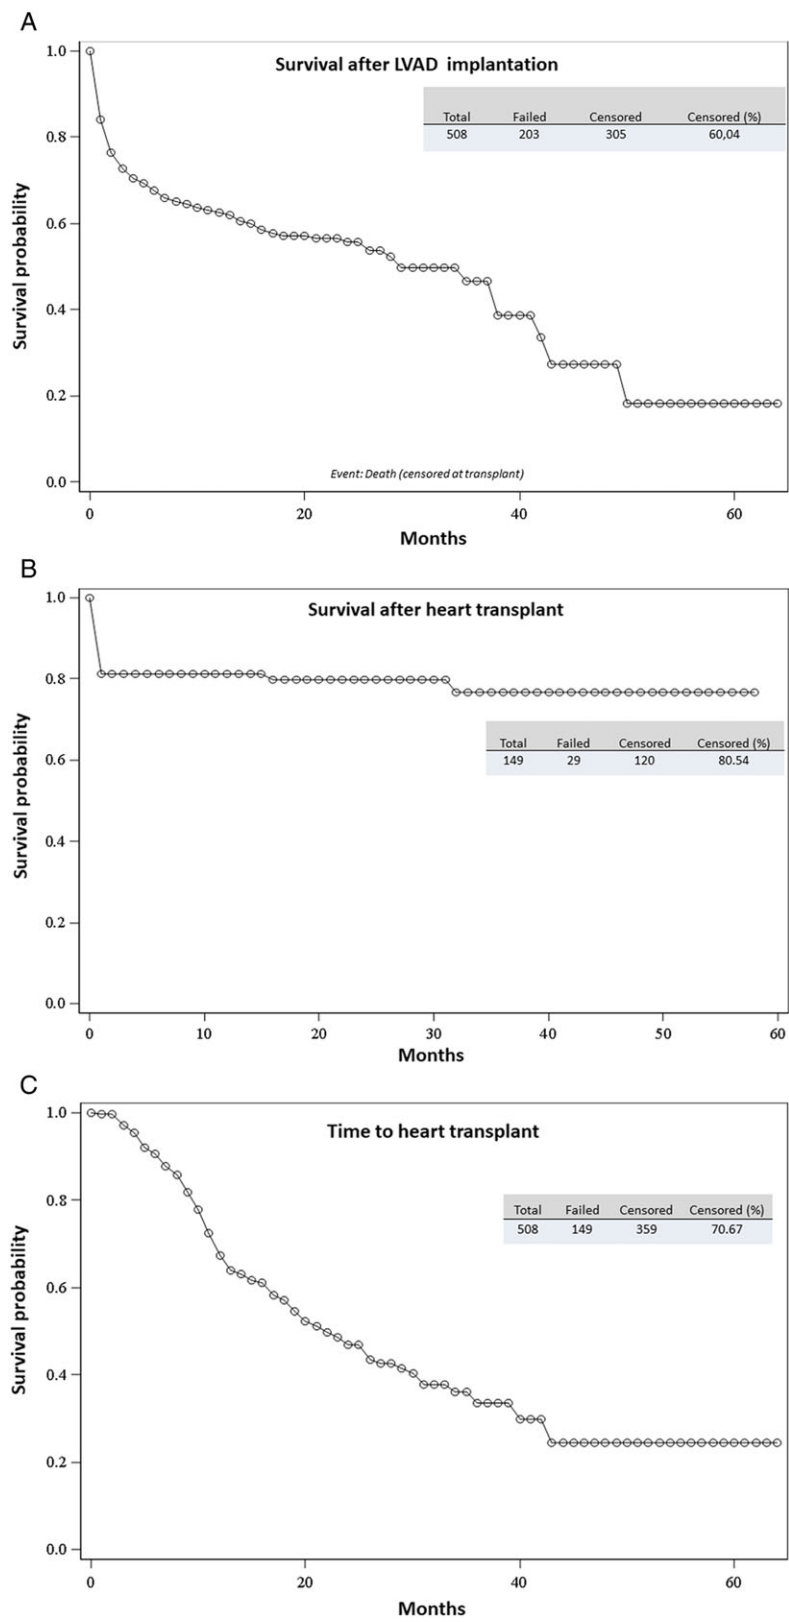 A
Survival after LVAD implantation
Total Failed Censored Censored (%)
508 203 305 60,04
1.0
0.8
0.6
0.4
0.2
0.0
Survival probability
Event: Death (censored at transplant)
0 20 40 60
Months
B
Survival after heart transplant
1.0
0.8
0.6
0.4
0.2
0.0
Survival probability
Total Failed Censored Censored (%)
149 29 120 80.54
0 10 20 30 40 50 60
Months
C
Time to heart transplant
1.0
0.8
0.6
0.4
0.2
0.0
Survival probability
Total Failed Censored Censored (%)
508 149 359 70.67
0 20 40 60
Months